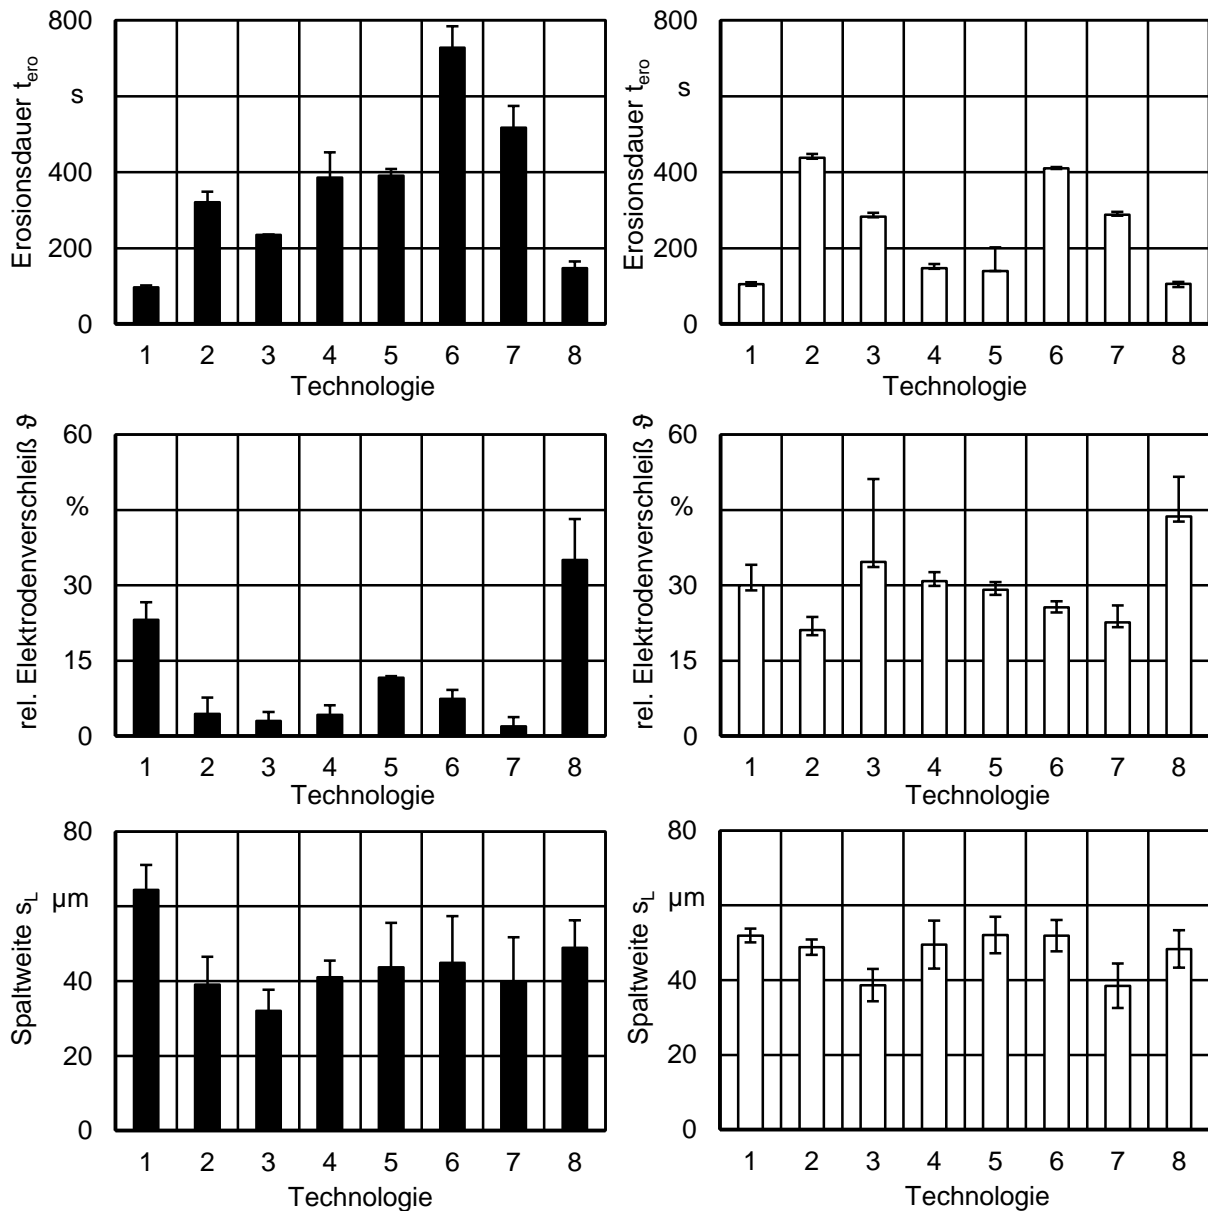 Erosionsdauer t_ero
800
s
400
200
0
1 2 3 4 5 6 7 8
Technologie
Erosionsdauer t_ero
800
s
400
200
0
1 2 3 4 5 6 7 8
Technologie
rel. Elektrodenverschleiß ϑ
60
%
30
15
0
1 2 3 4 5 6 7 8
Technologie
rel. Elektrodenverschleiß ϑ
60
%
30
15
0
1 2 3 4 5 6 7 8
Technologie
Spaltweite s_L
80
µm
40
20
0
1 2 3 4 5 6 7 8
Technologie
Spaltweite s_L
80
µm
40
20
0
1 2 3 4 5 6 7 8
Technologie